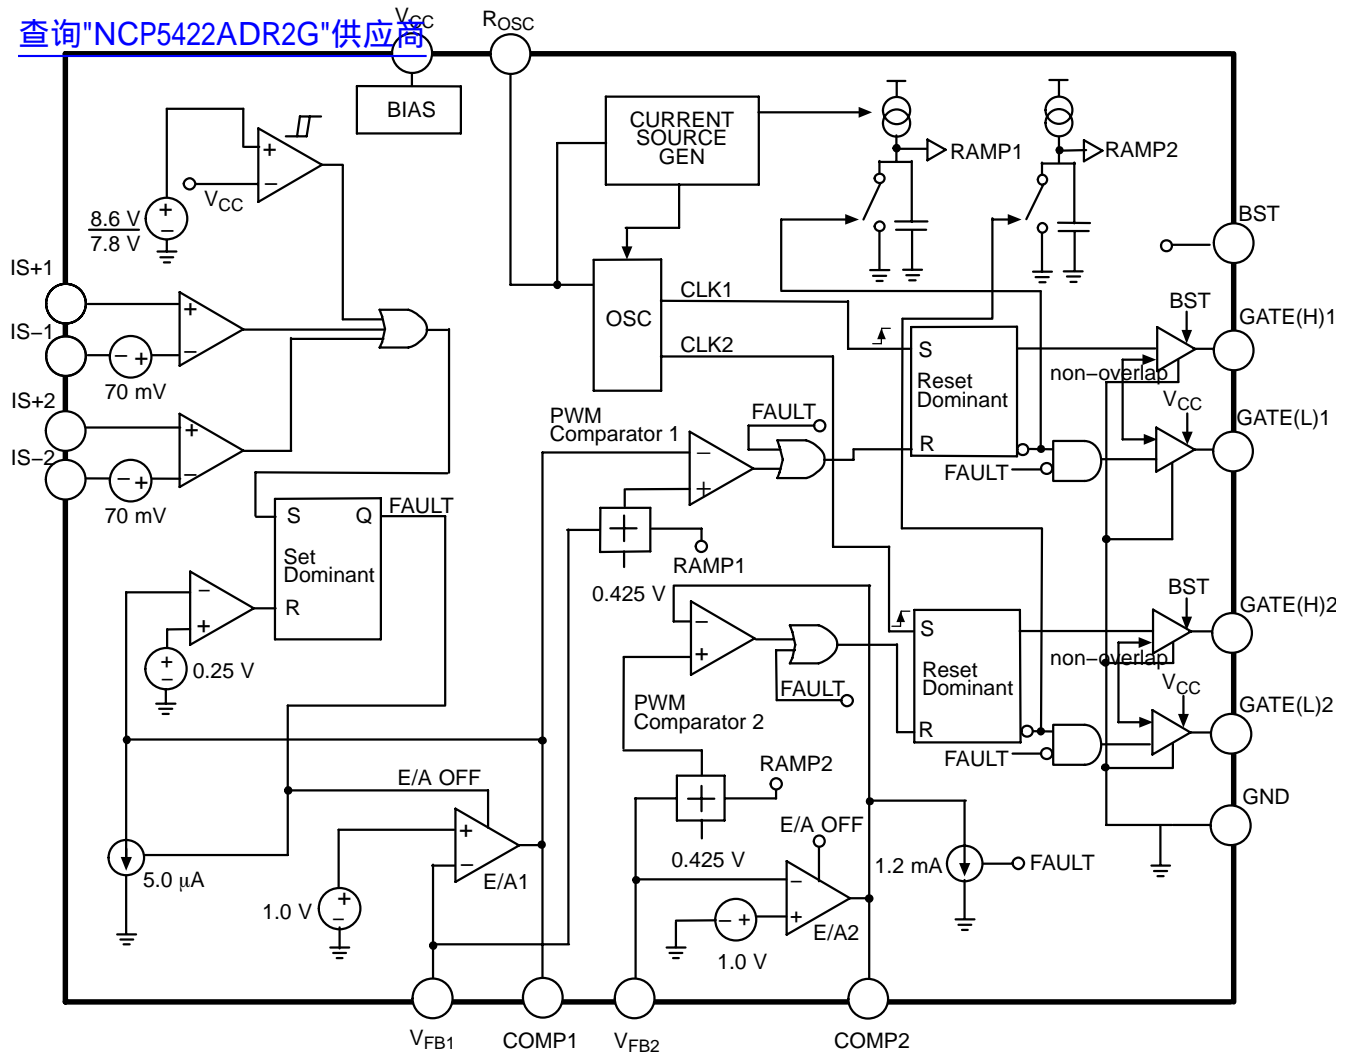 查询"NCP5422ADR2G"供应商
VCC
ROSC
BIAS
CURRENT
SOURCE
GEN
RAMP1
RAMP2
+
−
VCC
8.6 V
7.8 V
+
−
BST
IS+1
IS−1
+
−
− +
70 mV
OSC
CLK1
CLK2
BST
GATE(H)1
S
Reset
Dominant
R
non−overlap
VCC
GATE(L)1
IS+2
IS−2
+
−
− +
70 mV
PWM
Comparator 1
FAULT
−
+
FAULT
S
Q
FAULT
Set
Dominant
R
+
RAMP1
0.425 V
−
+
+
−
0.25 V
−
+
FAULT
PWM
Comparator 2
S
Reset
Dominant
R
BST
GATE(H)2
non−overlap
VCC
GATE(L)2
FAULT
E/A OFF
+
−
E/A1
5.0 μA
1.0 V
+
−
+
RAMP2
0.425 V
E/A OFF
−
+
E/A2
− +
1.0 V
1.2 mA
FAULT
GND
VFB1
COMP1
VFB2
COMP2